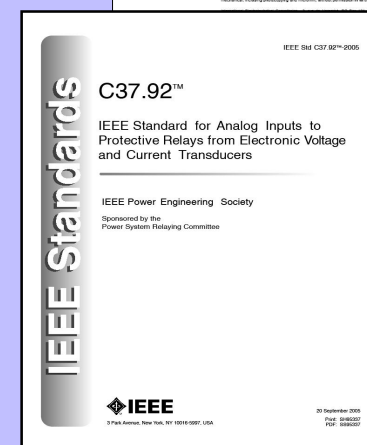 IEEE Std C37.92™-2005
IEEE Standards
C37.92™
IEEE Standard for Analog Inputs to
Protective Relays from Electronic Voltage
and Current Transducers
IEEE Power Engineering Society
Sponsored by the
Power System Relaying Committee
IEEE
3 Park Avenue, New York, NY 10016-5997, USA
20 September 2005
Print: SH95337
PDF: SS95337